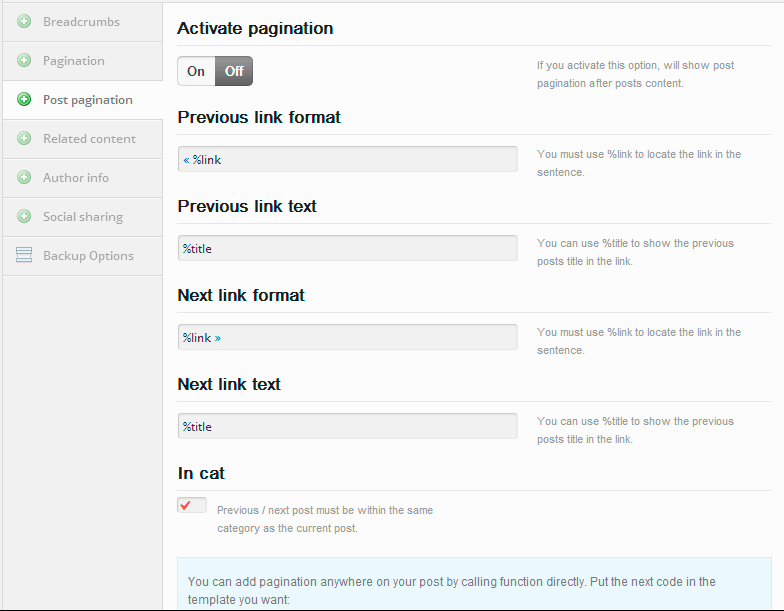 Breadcrumbs
Pagination
Post pagination
Related content
Author info
Social sharing
Backup Options
Activate pagination
On Off
If you activate this option, will show post
pagination after posts content.
Previous link format
« %link
You must use %link to locate the link in the
sentence.
Previous link text
%title
You can use %title to show the previous
posts title in the link.
Next link format
%link »
You must use %link to locate the link in the
sentence.
Next link text
%title
You can use %title to show the previous
posts title in the link.
In cat
Previous / next post must be within the same
category as the current post.
You can add pagination anywhere on your post by calling function directly. Put the next code in the
template you want: